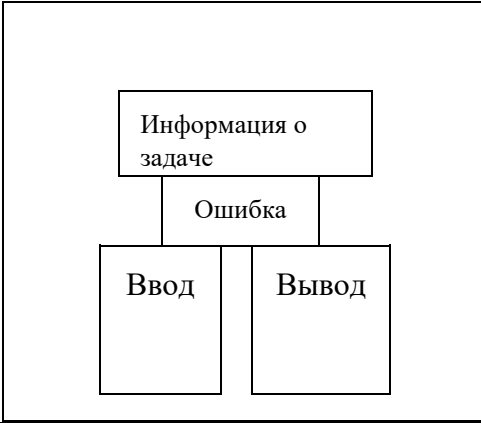 Информация о
задаче
Ошибка
Ввод
Вывод